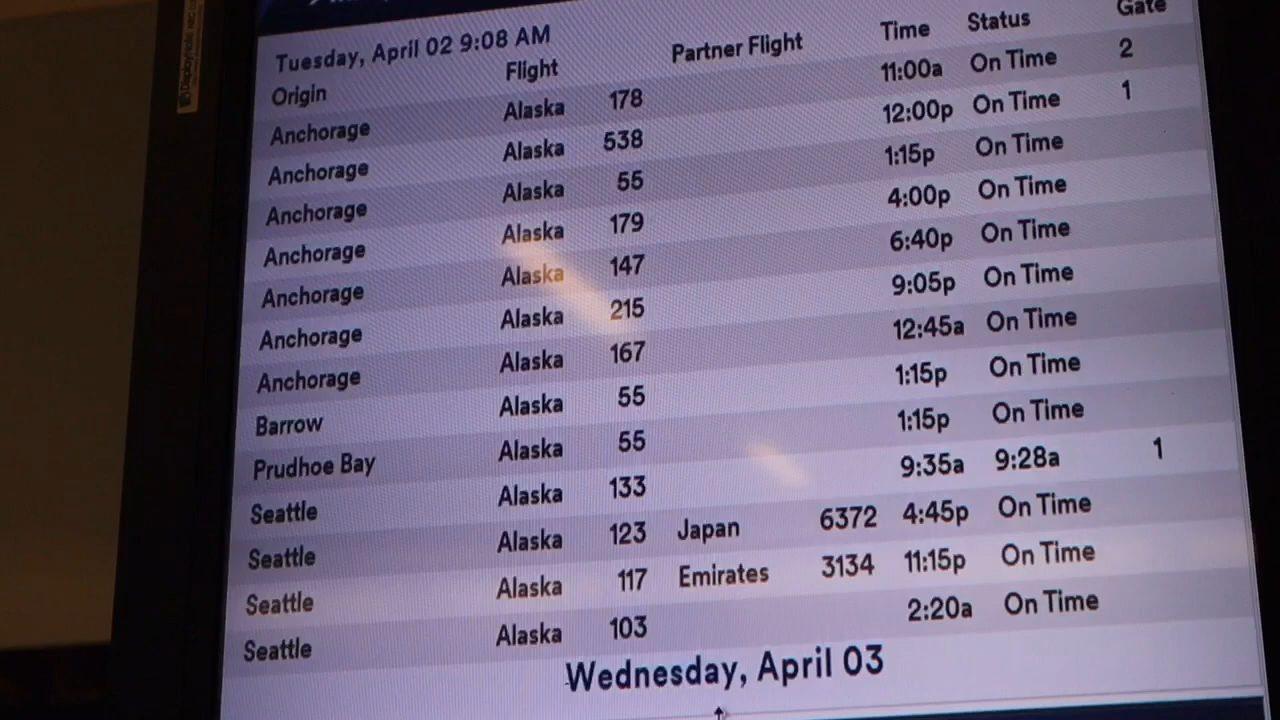 Tuesday, April 02 9:08 AM
Origin Flight Partner Flight Time Status Gate
Anchorage Alaska 178 11:00a On Time 2
Anchorage Alaska 538 12:00p On Time 1
Anchorage Alaska 55 1:15p On Time
Anchorage Alaska 179 4:00p On Time
Anchorage Alaska 147 6:40p On Time
Anchorage Alaska 215 9:05p On Time
Anchorage Alaska 167 12:45a On Time
Barrow Alaska 55 1:15p On Time
Prudhoe Bay Alaska 55 1:15p On Time
Seattle Alaska 133 9:35a 9:28a 1
Seattle Alaska 123 Japan 6372 4:45p On Time
Seattle Alaska 117 Emirates 3134 11:15p On Time
Seattle Alaska 103 2:20a On Time
Wednesday, April 03